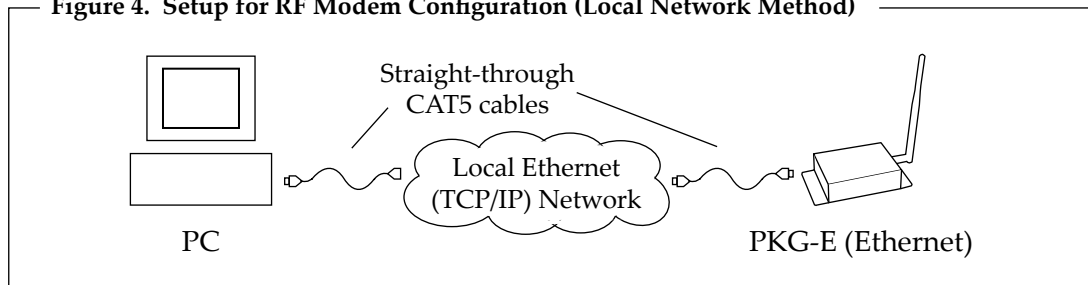 Figure 4. Setup for RF Modem Configuration (Local Network Method)
Straight-through
CAT5 cables
Local Ethernet
(TCP/IP) Network
PC
PKG-E (Ethernet)